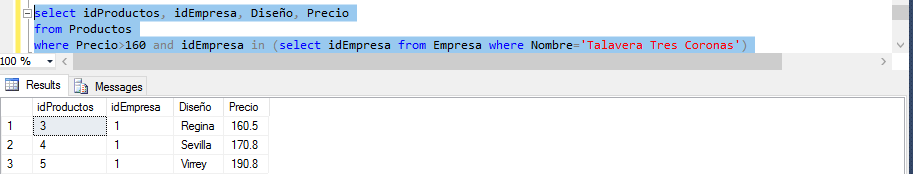 select idProductos, idEmpresa, Diseño, Precio
from Productos
where Precio>160 and idEmpresa in (select idEmpresa from Empresa where Nombre='Talavera Tres Coronas')
100 %
Results Messages
idProductos idEmpresa Diseño Precio
1 3 1 Regina 160.5
2 4 1 Sevilla 170.8
3 5 1 Virrey 190.8